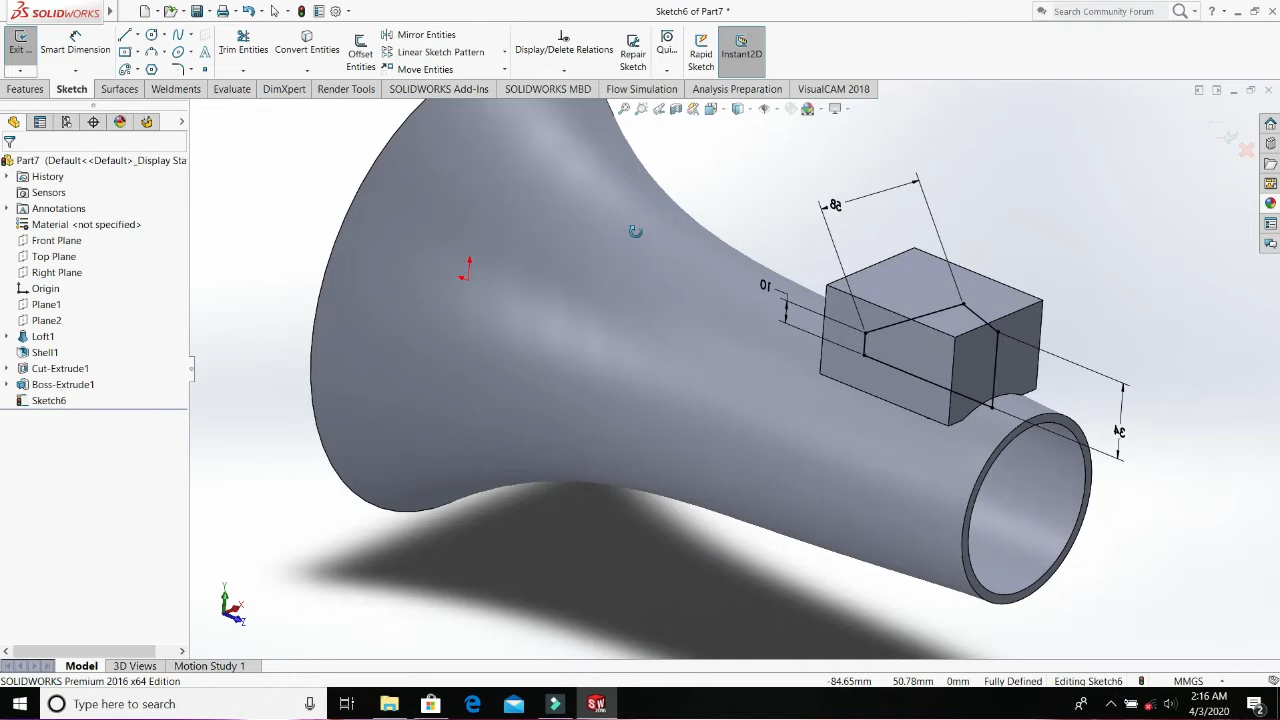 SOLIDWORKS
Sketch6 of Part7 *
Search Community Forum
Exit ...
Smart Dimension
Trim Entities
Convert Entities
Offset Entities
Mirror Entities
Linear Sketch Pattern
Move Entities
Display/Delete Relations
Repair Sketch
Qui...
Rapid Sketch
Instant2D
Features
Sketch
Surfaces
Weldments
Evaluate
DimXpert
Render Tools
SOLIDWORKS Add-Ins
SOLIDWORKS MBD
Flow Simulation
Analysis Preparation
VisualCAM 2018
Part7 (Default<<Default>_Display Sta
History
Sensors
Annotations
Material <not specified>
Front Plane
Top Plane
Right Plane
Origin
Plane1
Plane2
Loft1
Shell1
Cut-Extrude1
Boss-Extrude1
Sketch6
58
10
34
Y
X
Z
Model
3D Views
Motion Study 1
SOLIDWORKS Premium 2016 x64 Edition
-84.65mm
50.78mm
0mm
Fully Defined
Editing Sketch6
MMGS
Type here to search
2:16 AM
4/3/2020
2